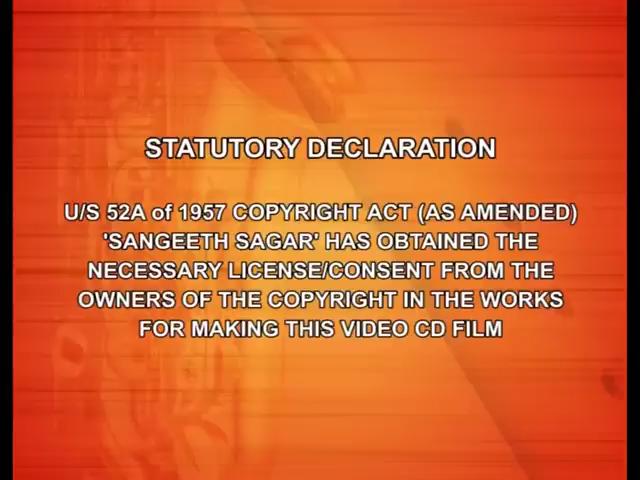 STATUTORY DECLARATION
U/S 52A of 1957 COPYRIGHT ACT (AS AMENDED)
'SANGEETH SAGAR' HAS OBTAINED THE
NECESSARY LICENSE/CONSENT FROM THE
OWNERS OF THE COPYRIGHT IN THE WORKS
FOR MAKING THIS VIDEO CD FILM